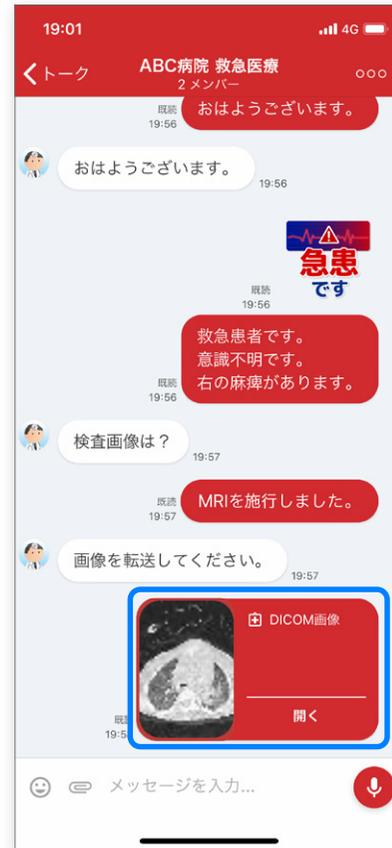 19:01
4G
トーク
ABC病院 救急医療
2 メンバー
おはようございます。
既読
19:56
おはようございます。
19:56
急患
です
既読
19:56
救急患者です。
意識不明です。
右の麻痺があります。
既読
19:56
検査画像は？
19:57
MRIを施行しました。
既読
19:57
画像を転送してください。
19:57
DICOM画像
開く
メッセージを入力...